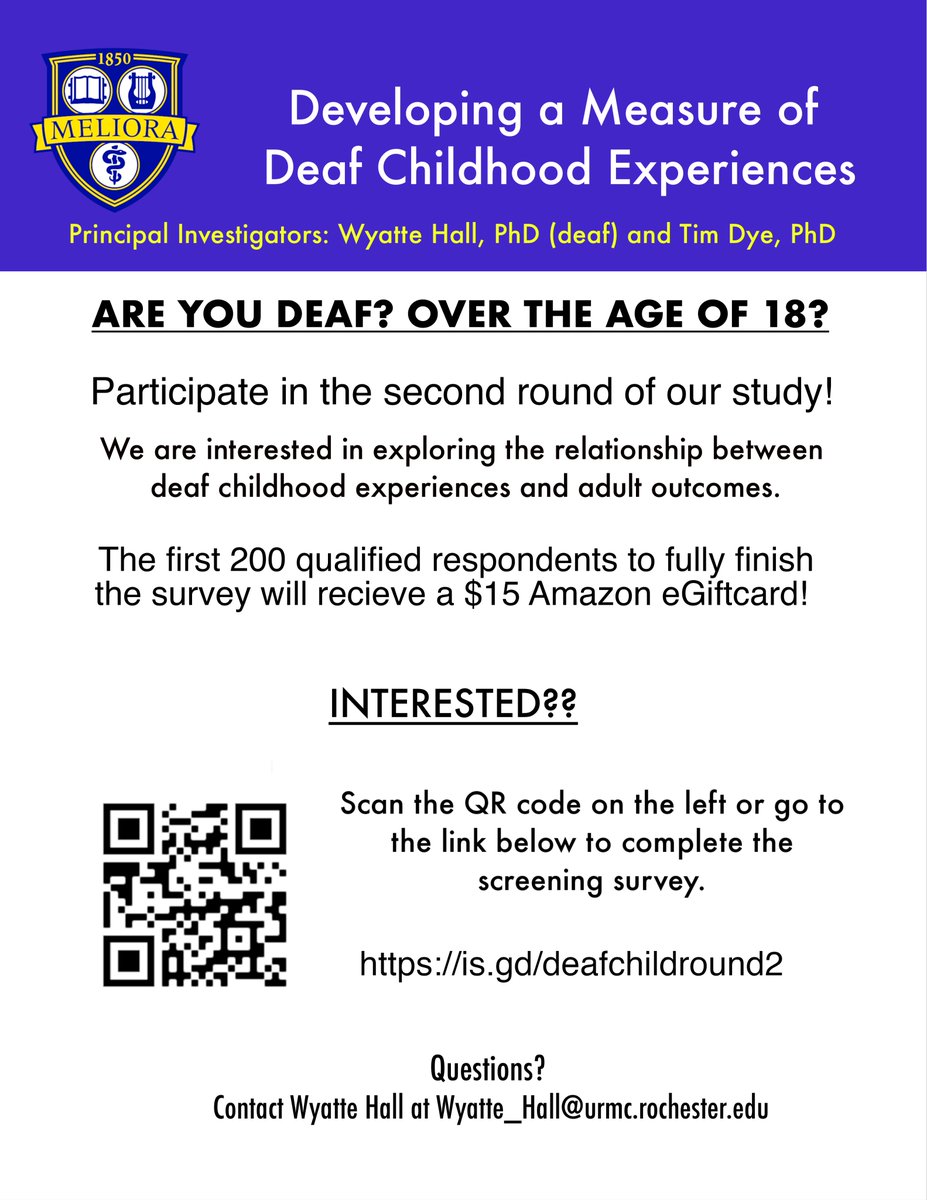 1850
MELIORA
Developing a Measure of
Deaf Childhood Experiences
Principal Investigators: Wyatte Hall, PhD (deaf) and Tim Dye, PhD
ARE YOU DEAF? OVER THE AGE OF 18?
Participate in the second round of our study!
We are interested in exploring the relationship between
deaf childhood experiences and adult outcomes.
The first 200 qualified respondents to fully finish
the survey will recieve a $15 Amazon eGiftcard!
INTERESTED??
Scan the QR code on the left or go to
the link below to complete the
screening survey.
https://is.gd/deafchildround2
Questions?
Contact Wyatte Hall at Wyatte_Hall@urmc.rochester.edu